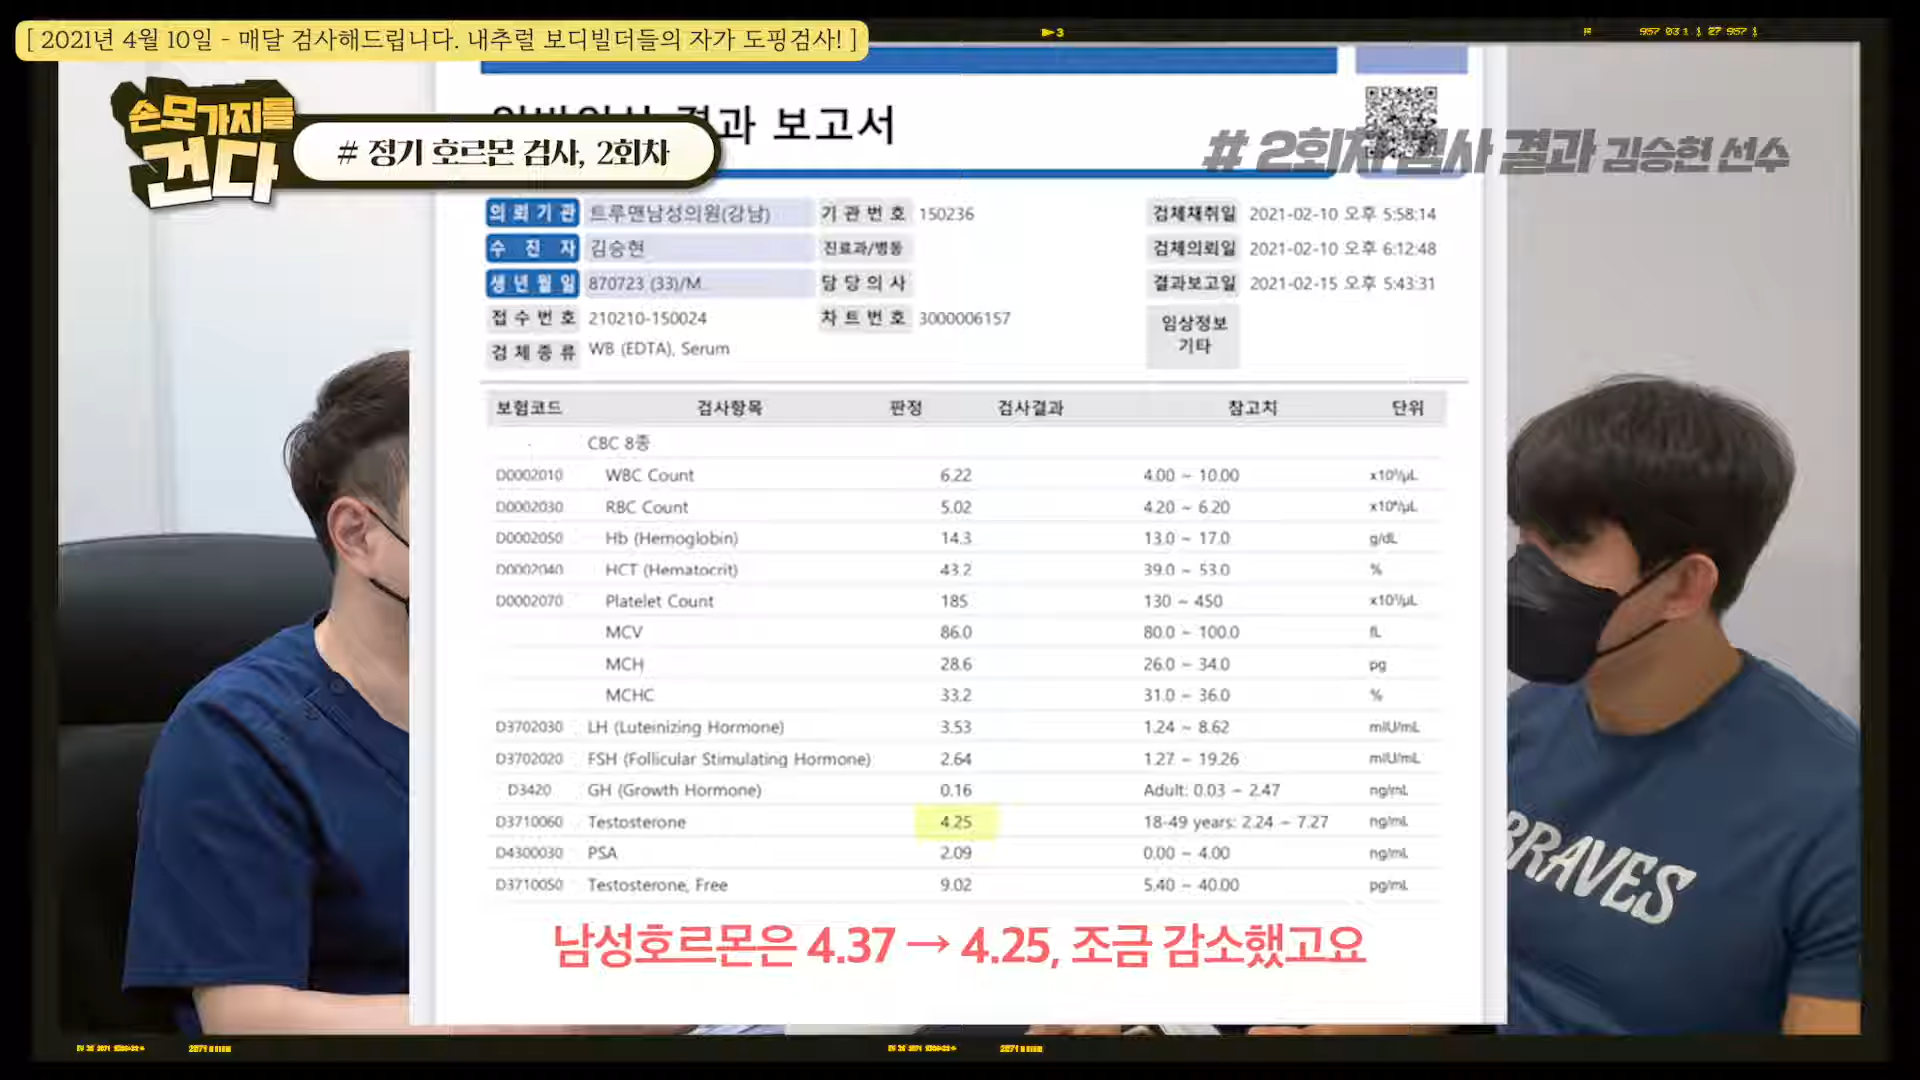 [ 2021년 4월 10일 - 매달 검사해드립니다. 내추럴 보디빌더들의 자가 도핑검사! ]
▶3
손모가지를
건다
# 정기 호르몬 검사, 2회차
결과 보고서
# 2회차 검사 결과 김승현 선수
의뢰기관 트루맨남성의원(강남) 기관번호 150236 검체채취일 2021-02-10 오후 5:58:14
수진자 김승현 진료과/병동 검체의뢰일 2021-02-10 오후 6:12:48
생년월일 870723 (33)/M 담당의사 결과보고일 2021-02-15 오후 5:43:31
접수번호 210210-150024 차트번호 3000006157 임상정보
기타
검체종류 WB (EDTA), Serum
보험코드 검사항목 판정 검사결과 참고치 단위
CBC 8종
D0002010 WBC Count 6.22 4.00 ~ 10.00 x10³/μL
D0002030 RBC Count 5.02 4.20 ~ 6.20 x10⁶/μL
D0002050 Hb (Hemoglobin) 14.3 13.0 ~ 17.0 g/dL
D0002040 HCT (Hematocrit) 43.2 39.0 ~ 53.0 %
D0002070 Platelet Count 185 130 ~ 450 x10³/μL
MCV 86.0 80.0 ~ 100.0 fL
MCH 28.6 26.0 ~ 34.0 pg
MCHC 33.2 31.0 ~ 36.0 %
D3702030 LH (Luteinizing Hormone) 3.53 1.24 ~ 8.62 mIU/mL
D3702020 FSH (Follicular Stimulating Hormone) 2.64 1.27 ~ 19.26 mIU/mL
D3420 GH (Growth Hormone) 0.16 Adult: 0.03 ~ 2.47 ng/mL
D3710060 Testosterone 4.25 18-49 years: 2.24 ~ 7.27 ng/mL
D4300030 PSA 2.09 0.00 ~ 4.00 ng/mL
D3710050 Testosterone, Free 9.02 5.40 ~ 40.00 pg/mL
BRAVES
남성호르몬은 4.37 → 4.25, 조금 감소했고요